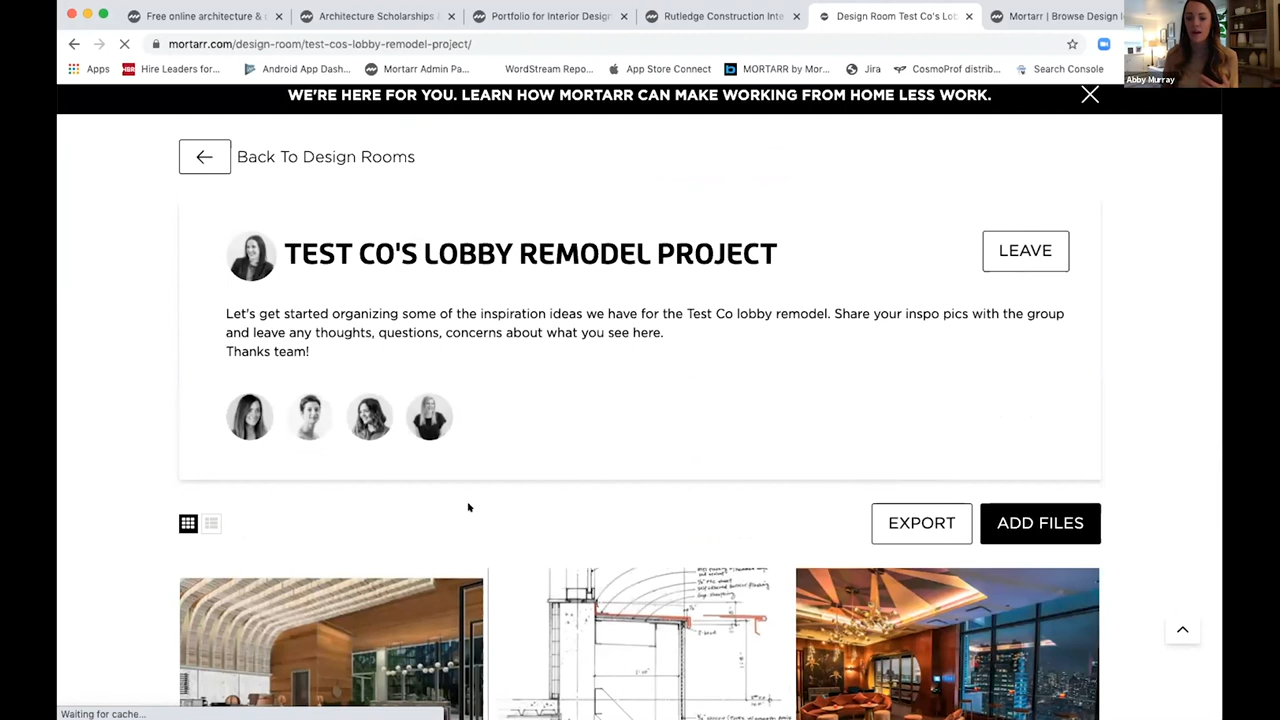 Free online architecture & c
Architecture Scholarships &
Portfolio for Interior Design
Rutledge Construction Inte
Design Room Test Co's Lob
Mortarr | Browse Design I
mortarr.com/design-room/test-cos-lobby-remodel-project/
Apps
HBR Hire Leaders for...
Android App Dash...
Mortarr Admin Pa...
WordStream Repo...
App Store Connect
MORTARR by Mor...
Jira
CosmoProf distrib...
Search Console
Abby Murray
WE'RE HERE FOR YOU. LEARN HOW MORTARR CAN MAKE WORKING FROM HOME LESS WORK.
Back To Design Rooms
TEST CO'S LOBBY REMODEL PROJECT
LEAVE
Let's get started organizing some of the inspiration ideas we have for the Test Co lobby remodel. Share your inspo pics with the group
and leave any thoughts, questions, concerns about what you see here.
Thanks team!
EXPORT
ADD FILES
Waiting for cache...